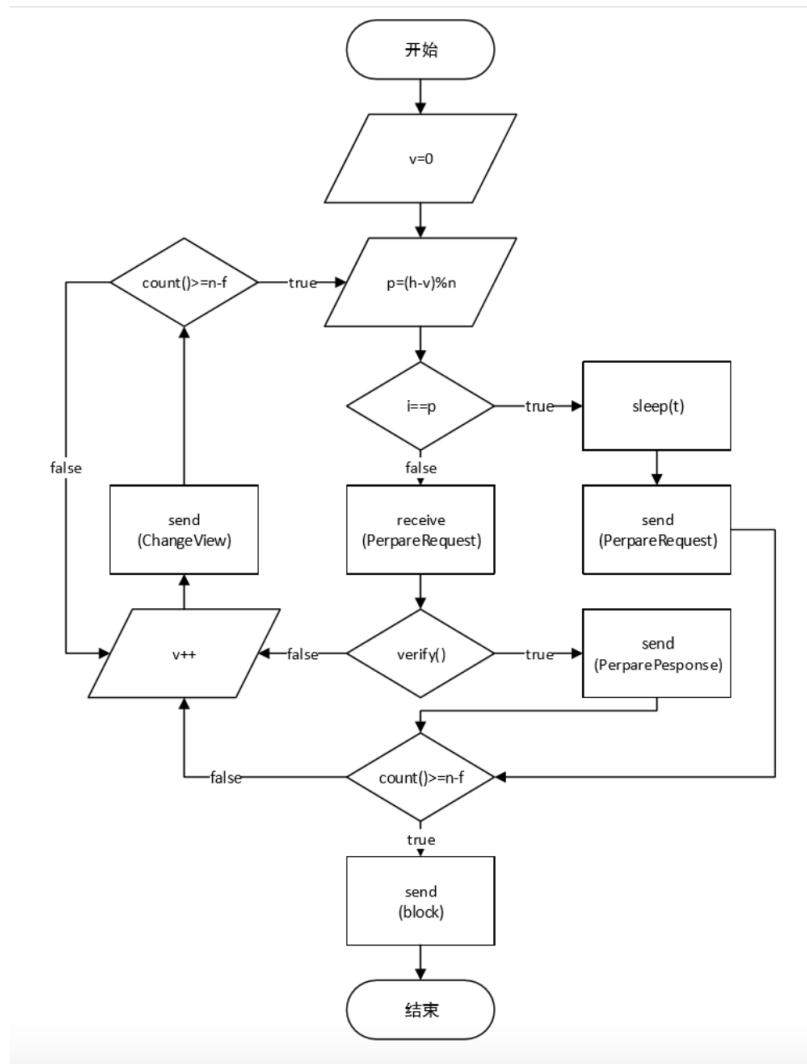 开始
v=0
count()>=n-f
true
p=(h-v)%n
i==p
true
sleep(t)
false
false
send
(ChangeView)
receive
(PerpareRequest)
send
(PerpareRequest)
v++
false
verify()
true
send
(PerparePesponse)
false
count()>=n-f
true
send
(block)
结束